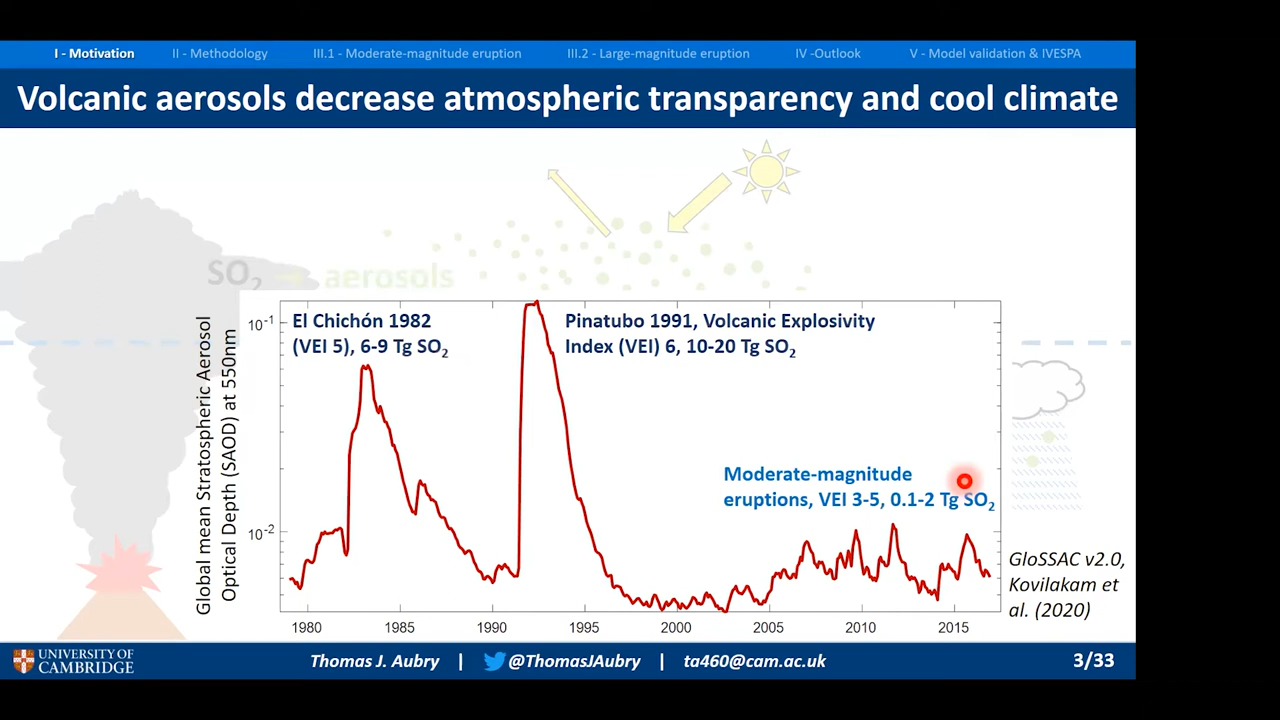 I - Motivation II - Methodology III.1 - Moderate-magnitude eruption III.2 - Large-magnitude eruption IV -Outlook V - Model validation & IVESPA
Volcanic aerosols decrease atmospheric transparency and cool climate
SO2 aerosols
Global mean Stratospheric Aerosol
Optical Depth (SAOD) at 550nm
10-1
10-2
El Chichón 1982
(VEI 5), 6-9 Tg SO2
Pinatubo 1991, Volcanic Explosivity
Index (VEI) 6, 10-20 Tg SO2
Moderate-magnitude
eruptions, VEI 3-5, 0.1-2 Tg SO2
GloSSAC v2.0,
Kovilakam et
al. (2020)
1980 1985 1990 1995 2000 2005 2010 2015
UNIVERSITY OF
CAMBRIDGE
Thomas J. Aubry | @ThomasJAubry | ta460@cam.ac.uk
3/33